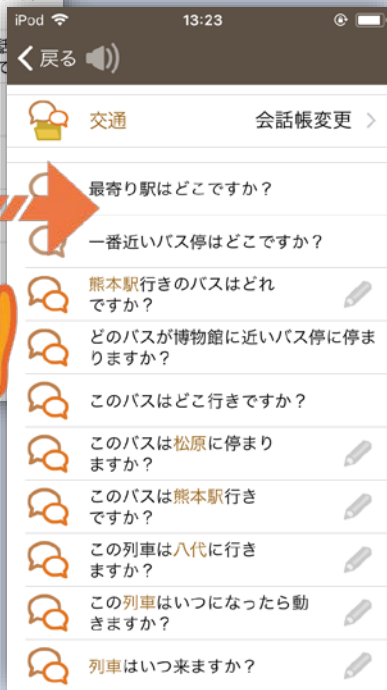 iPod 13:23
戻る
交通 会話帳変更
最寄り駅はどこですか？
一番近いバス停はどこですか？
熊本駅行きのバスはどれ
ですか？
どのバスが博物館に近いバス停に停ま
りますか？
このバスはどこ行きですか？
このバスは松原に停まり
ますか？
このバスは熊本駅行き
ですか？
この列車は八代に行き
ますか？
この列車はいつになったら動
きますか？
列車はいつ来ますか？